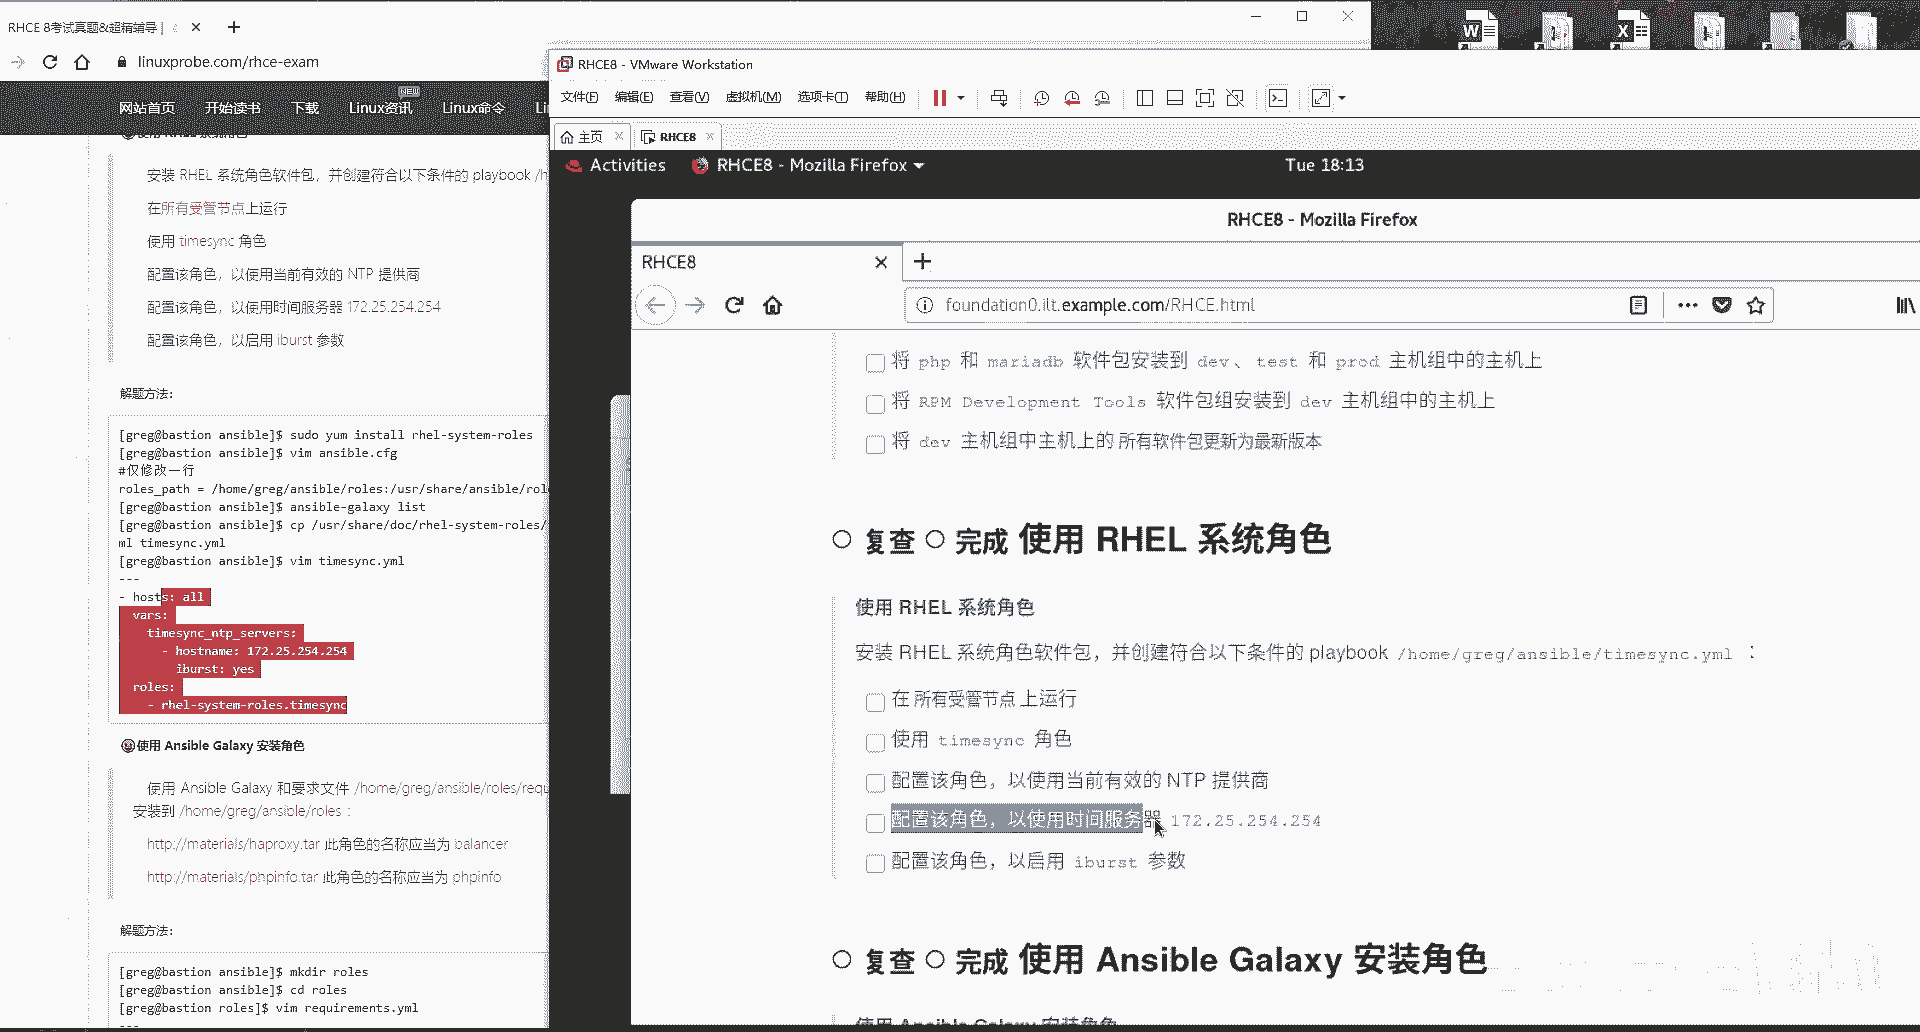 RHCE 8考试真题&超精辅导 |
linuxprobe.com/rhce-exam
网站首页
开始读书
下载
Linux资讯
NEW
Linux命令
安装 RHEL 系统角色软件包，并创建符合以下条件的 playbook /h
在所有受管节点上运行
使用 timesync 角色
配置该角色，以使用当前有效的 NTP 提供商
配置该角色，以使用时间服务器 172.25.254.254
配置该角色，以启用 iburst 参数
解题方法:
[greg@bastion ansible]$ sudo yum install rhel-system-roles
[greg@bastion ansible]$ vim ansible.cfg
#仅修改一行
roles_path = /home/greg/ansible/roles:/usr/share/ansible/rol
[greg@bastion ansible]$ ansible-galaxy list
[greg@bastion ansible]$ cp /usr/share/doc/rhel-system-roles/
ml timesync.yml
[greg@bastion ansible]$ vim timesync.yml
---
- hosts: all
vars:
timesync_ntp_servers:
- hostname: 172.25.254.254
iburst: yes
roles:
- rhel-system-roles.timesync
使用 Ansible Galaxy 安装角色
使用 Ansible Galaxy 和要求文件 /home/greg/ansible/roles/requ
安装到 /home/greg/ansible/roles :
http://materials/haproxy.tar 此角色的名称应当为 balancer
http://materials/phpinfo.tar 此角色的名称应当为 phpinfo
解题方法:
[greg@bastion ansible]$ mkdir roles
[greg@bastion ansible]$ cd roles
[greg@bastion roles]$ vim requirements.yml
---
RHCE8 - VMware Workstation
文件(F) 编辑(E) 查看(V) 虚拟机(M) 选项卡(T) 帮助(H)
主页
RHCE8
Activities
RHCE8 - Mozilla Firefox
Tue 18:13
RHCE8 - Mozilla Firefox
RHCE8
foundation0.ilt.example.com/RHCE.html
将 php 和 mariadb 软件包安装到 dev、 test 和 prod 主机组中的主机上
将 RPM Development Tools 软件包组安装到 dev 主机组中的主机上
将 dev 主机组中主机上的 所有软件包更新为最新版本
复查 完成 使用 RHEL 系统角色
使用 RHEL 系统角色
安装 RHEL 系统角色软件包，并创建符合以下条件的 playbook /home/greg/ansible/timesync.yml ：
在 所有受管节点 上运行
使用 timesync 角色
配置该角色，以使用当前有效的 NTP 提供商
配置该角色，以使用时间服务器 172.25.254.254
配置该角色，以启用 iburst 参数
复查 完成 使用 Ansible Galaxy 安装角色
使用 Ansible Galaxy 安装角色